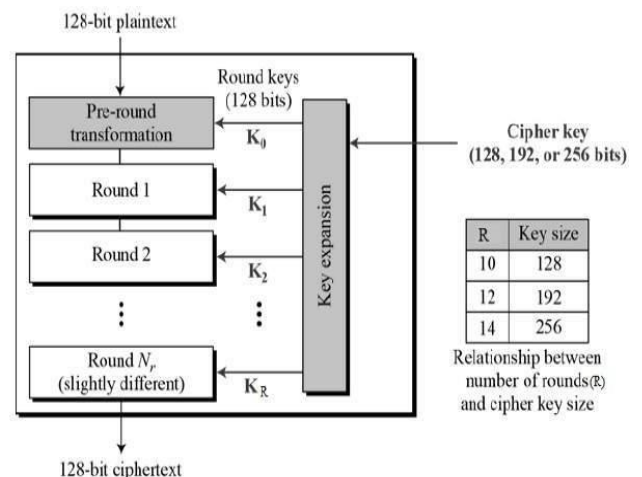 128-bit plaintext
Round keys
(128 bits)
Pre-round
transformation
K₀
Cipher key
(128, 192, or 256 bits)
Round 1
K₁
Round 2
K₂
Key expansion
Round Nᵣ
(slightly different)
K_R
R Key size
10 128
12 192
14 256
Relationship between
number of rounds(R)
and cipher key size
128-bit ciphertext